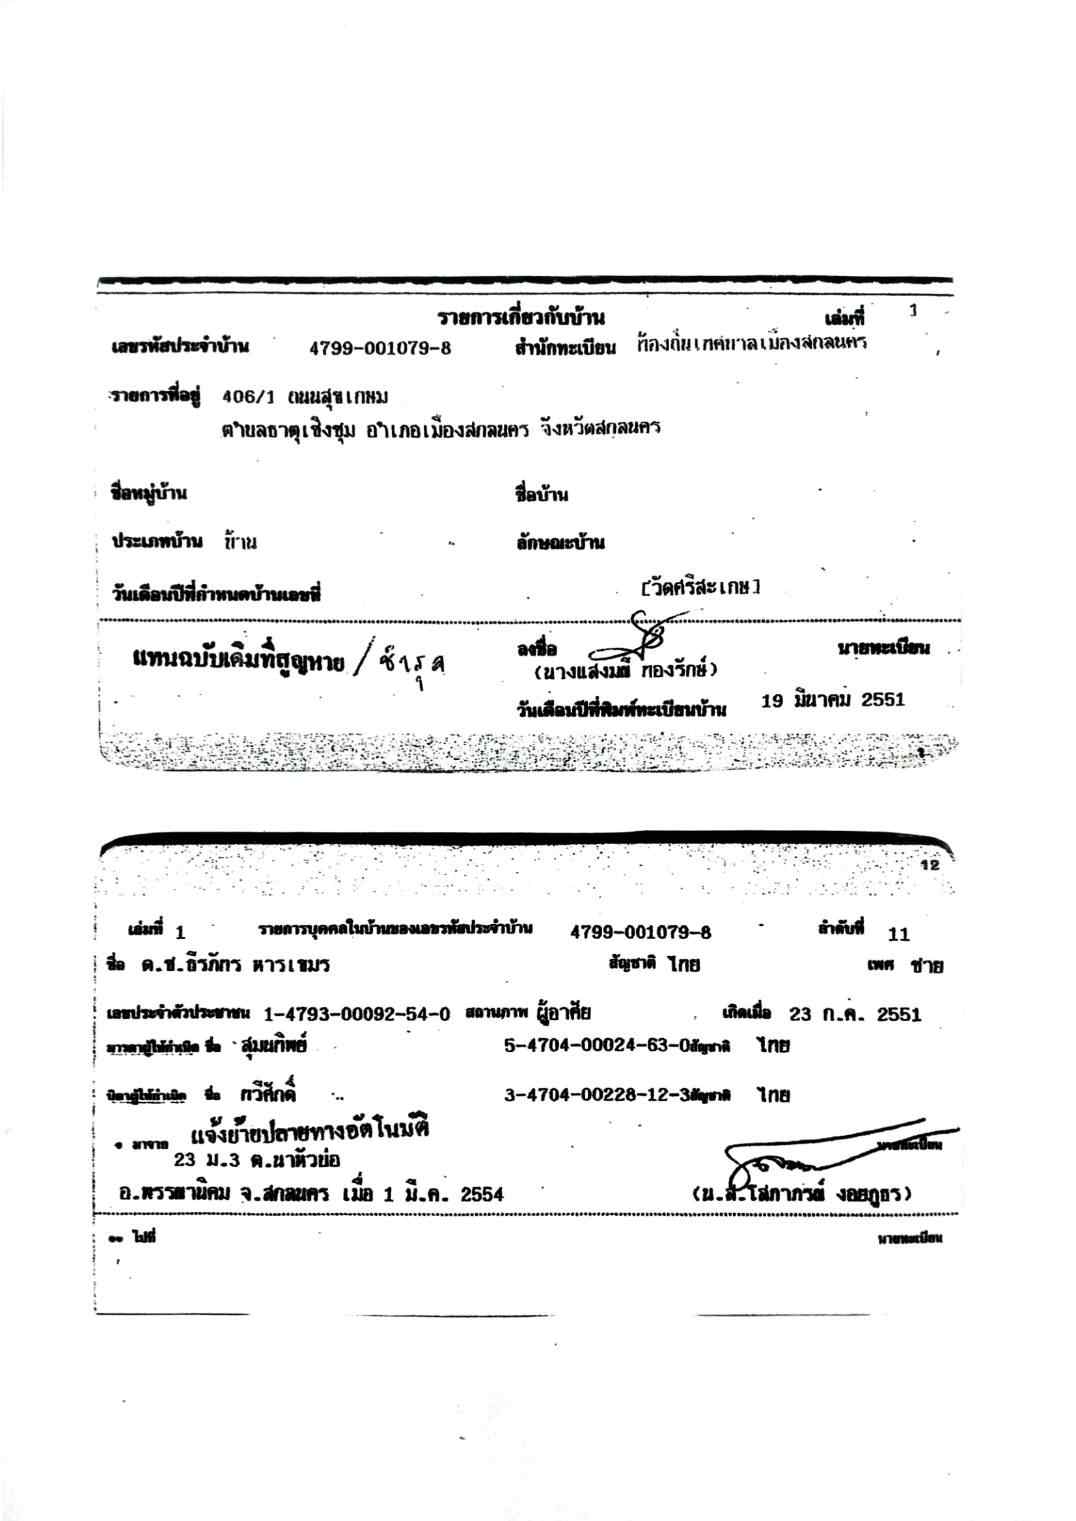 รายการเกี่ยวกับบ้าน เล่มที่ 1
เลขรหัสประจำบ้าน 4799-001079-8 สำนักทะเบียน ท้องถิ่นเทศบาลเมืองสกลนคร
รายการที่อยู่ 406/1 ถนนสุขเกษม
ตำบลธาตุเชิงชุม อำเภอเมืองสกลนคร จังหวัดสกลนคร
ชื่อหมู่บ้าน ชื่อบ้าน
ประเภทบ้าน บ้าน ลักษณะบ้าน
วันเดือนปีที่กำหนดบ้านเลขที่ [วัดศรีสะเกษ]
แทนฉบับเดิมที่สูญหาย / ชำรุด ลงชื่อ นายทะเบียน
(นางแสงมณี ทองรักษ์)
วันเดือนปีที่พิมพ์ทะเบียนบ้าน 19 มีนาคม 2551
12
เล่มที่ 1 รายการบุคคลในบ้านของเลขรหัสประจำบ้าน 4799-001079-8 ลำดับที่ 11
ชื่อ ด.ช.ธีรภัทร หารเขมร สัญชาติ ไทย เพศ ชาย
เลขประจำตัวประชาชน 1-4793-00092-54-0 สถานภาพ ผู้อาศัย เกิดเมื่อ 23 ก.ค. 2551
มารดาผู้ให้กำเนิด ชื่อ สุมนทิพย์ 5-4704-00024-63-0 สัญชาติ ไทย
บิดาผู้ให้กำเนิด ชื่อ ทวีศักดิ์ 3-4704-00228-12-3 สัญชาติ ไทย
* มาจาก แจ้งย้ายปลายทางอัตโนมัติ นายทะเบียน
23 ม.3 ต.นาหัวบ่อ
อ.พรรณานิคม จ.สกลนคร เมื่อ 1 มี.ค. 2554 (น.ส.โสภาภรณ์ งอยภูธร)
** ไปที่ นายทะเบียน